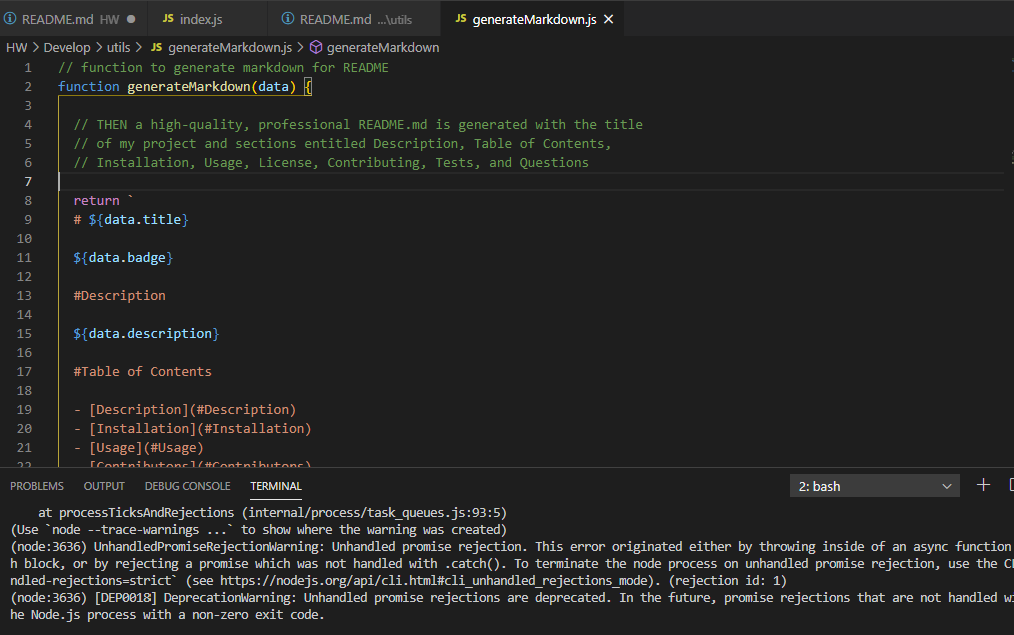 README.md HW ● JS index.js README.md ...\utils JS generateMarkdown.js ✕
HW > Develop > utils > JS generateMarkdown.js > generateMarkdown
1 // function to generate markdown for README
2 function generateMarkdown(data) {
3
4 // THEN a high-quality, professional README.md is generated with the title
5 // of my project and sections entitled Description, Table of Contents,
6 // Installation, Usage, License, Contributing, Tests, and Questions
7
8 return `
9 # ${data.title}
10
11 ${data.badge}
12
13 #Description
14
15 ${data.description}
16
17 #Table of Contents
18
19 - [Description](#Description)
20 - [Installation](#Installation)
21 - [Usage](#Usage)
22 - [Contributors](#Contributors)
PROBLEMS OUTPUT DEBUG CONSOLE TERMINAL 2: bash
at processTicksAndRejections (internal/process/task_queues.js:93:5)
(Use `node --trace-warnings ...` to show where the warning was created)
(node:3636) UnhandledPromiseRejectionWarning: Unhandled promise rejection. This error originated either by throwing inside of an async function
h block, or by rejecting a promise which was not handled with .catch(). To terminate the node process on unhandled promise rejection, use the CL
ndled-rejections=strict` (see https://nodejs.org/api/cli.html#cli_unhandled_rejections_mode). (rejection id: 1)
(node:3636) [DEP0018] DeprecationWarning: Unhandled promise rejections are deprecated. In the future, promise rejections that are not handled wi
he Node.js process with a non-zero exit code.